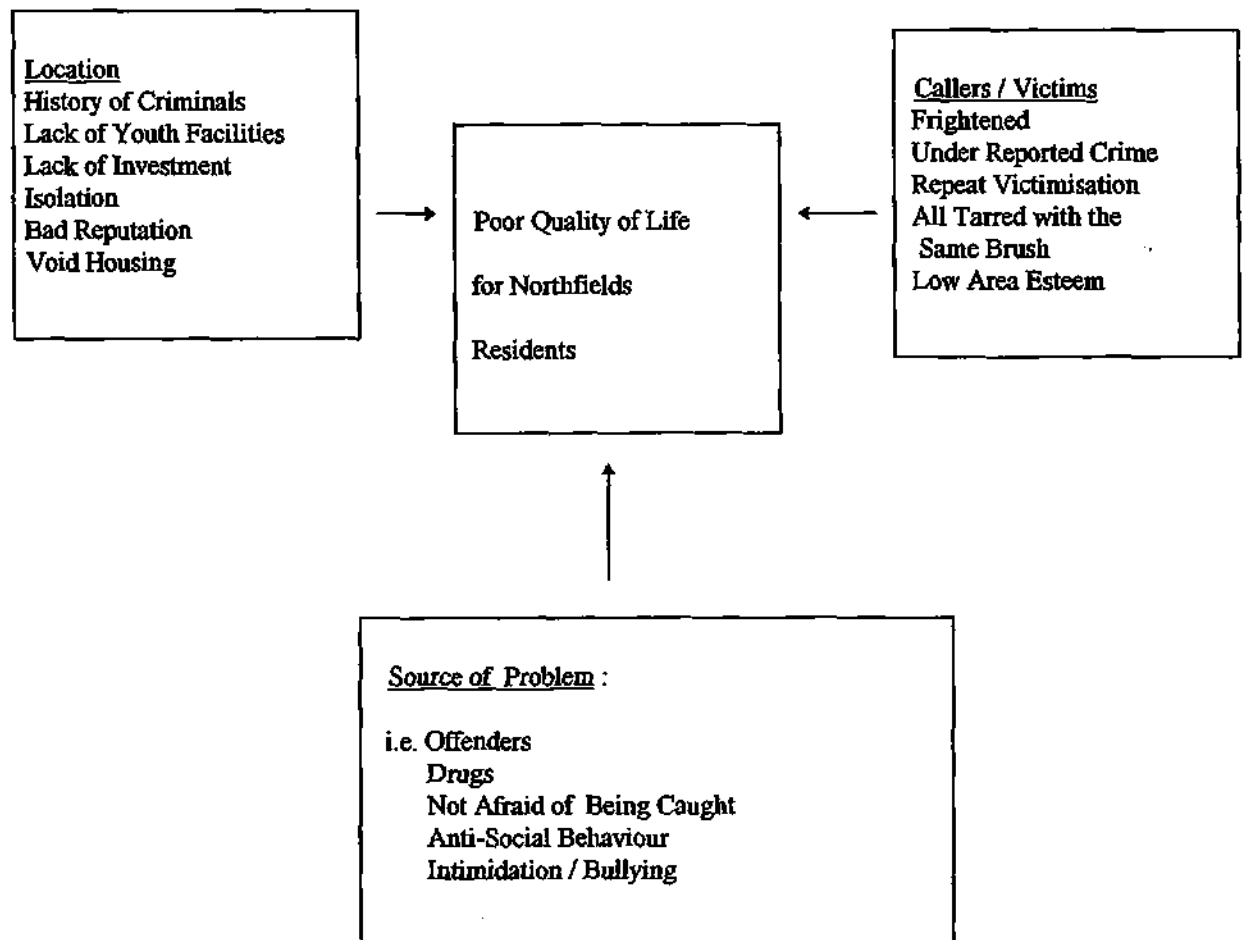 Location
History of Criminals
Lack of Youth Facilities
Lack of Investment
Isolation
Bad Reputation
Void Housing
Poor Quality of Life
for Northfields
Residents
Callers / Victims
Frightened
Under Reported Crime
Repeat Victimisation
All Tarred with the
Same Brush
Low Area Esteem
Source of Problem :
i.e. Offenders
Drugs
Not Afraid of Being Caught
Anti-Social Behaviour
Intimidation / Bullying